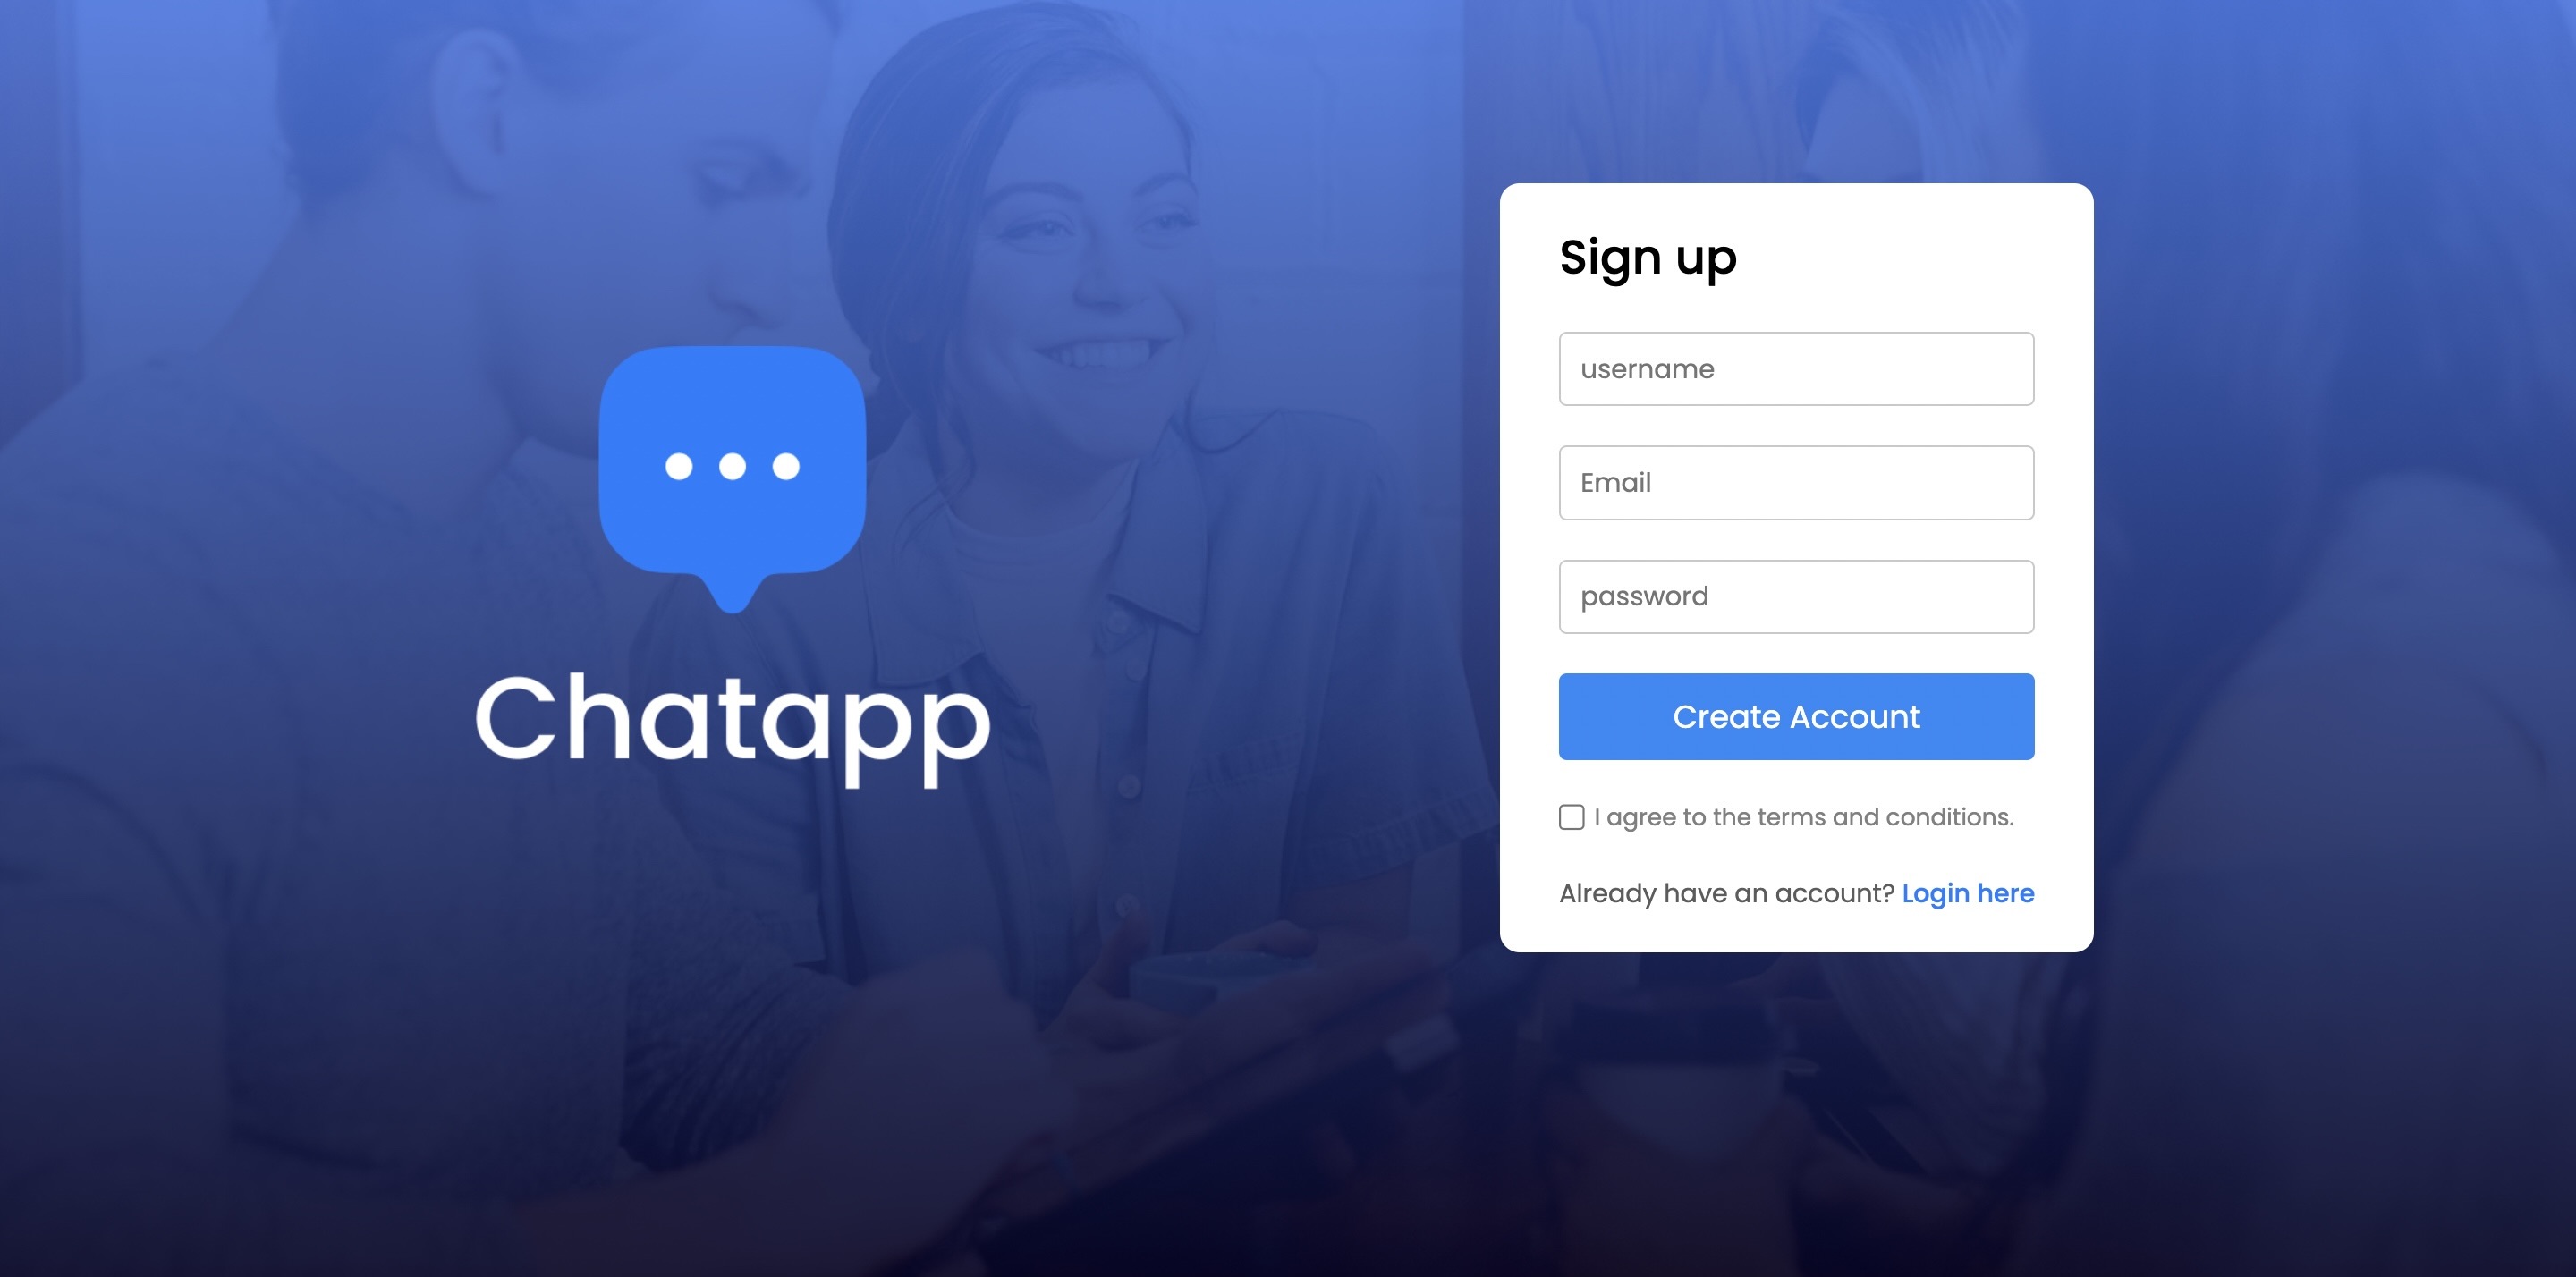 Chatapp
Sign up
username
Email
password
Create Account
I agree to the terms and conditions.
Already have an account? Login here